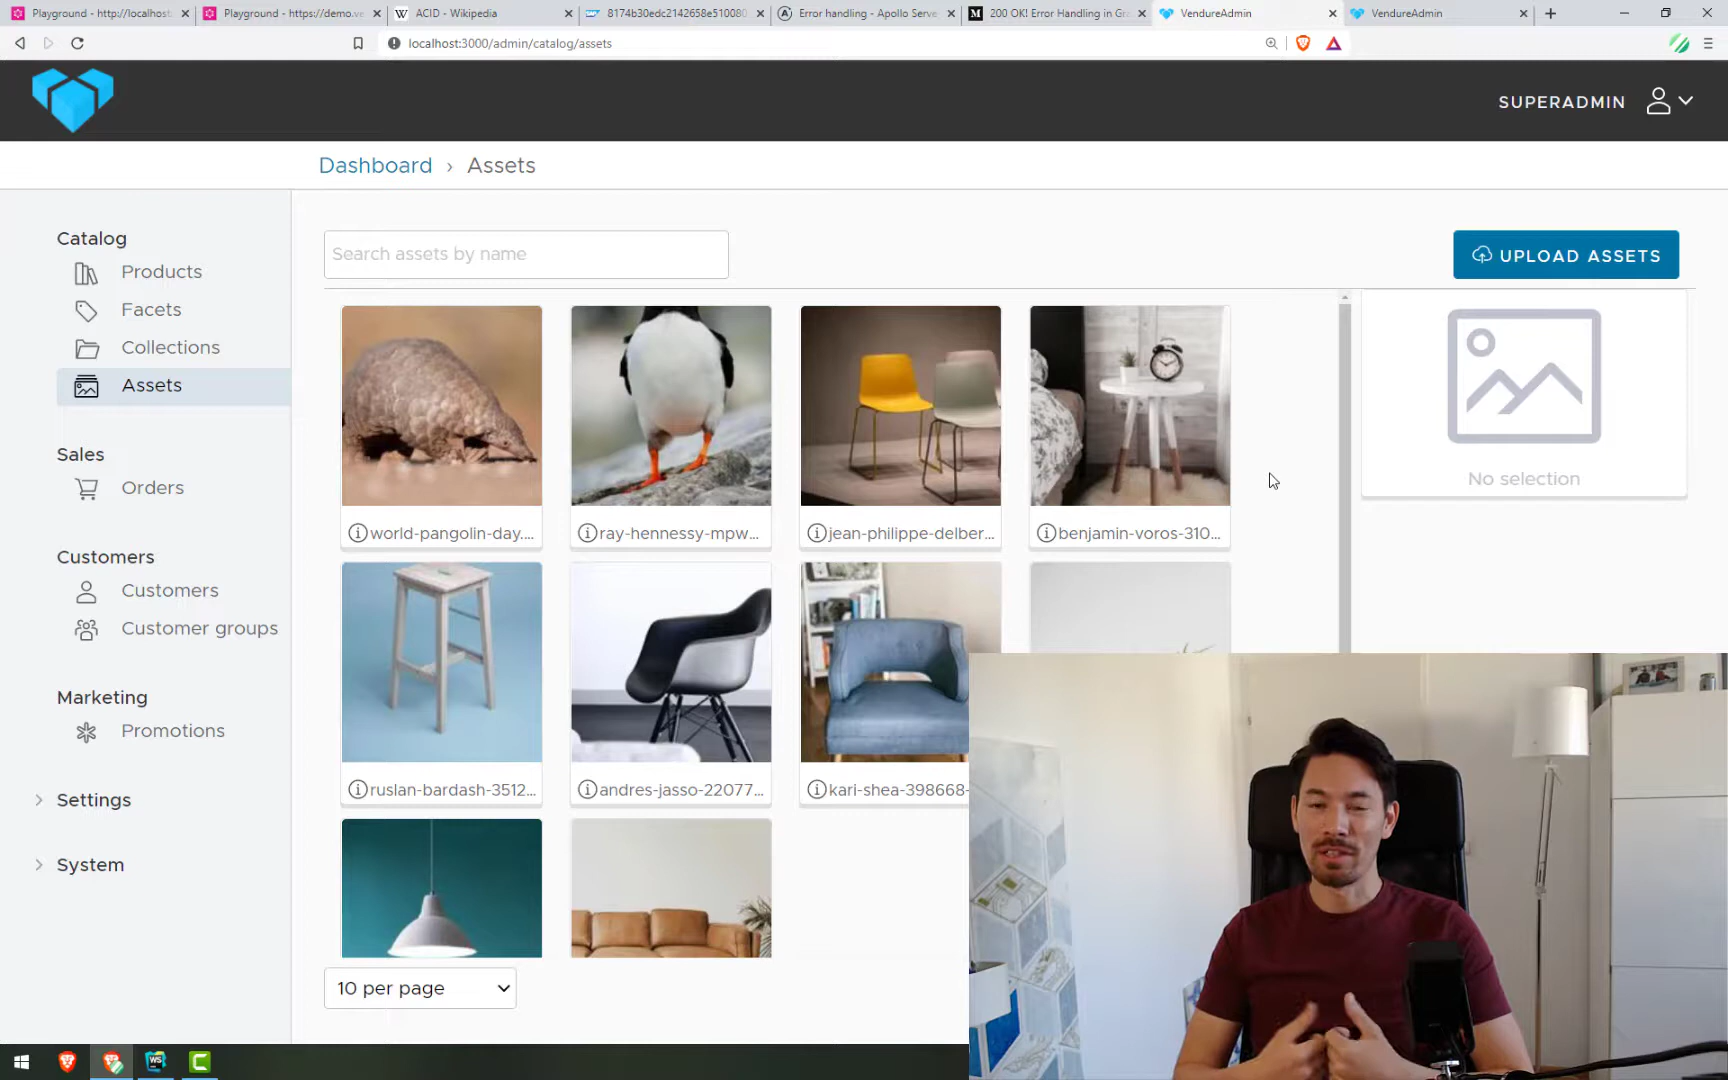 Playground - http://localhost:
Playground - https://demo.ve
ACID - Wikipedia
8174b30edc2142658e510080
Error handling - Apollo Serve
200 OK! Error Handling in Gra
VendureAdmin
VendureAdmin
localhost:3000/admin/catalog/assets
SUPERADMIN
Dashboard › Assets
Catalog
Products
Facets
Collections
Assets
Sales
Orders
Customers
Customers
Customer groups
Marketing
Promotions
Settings
System
Search assets by name
UPLOAD ASSETS
world-pangolin-day....
ray-hennessy-mpw...
jean-philippe-delber...
benjamin-voros-310...
No selection
ruslan-bardash-3512...
andres-jasso-22077...
kari-shea-398668-
10 per page
WS
C